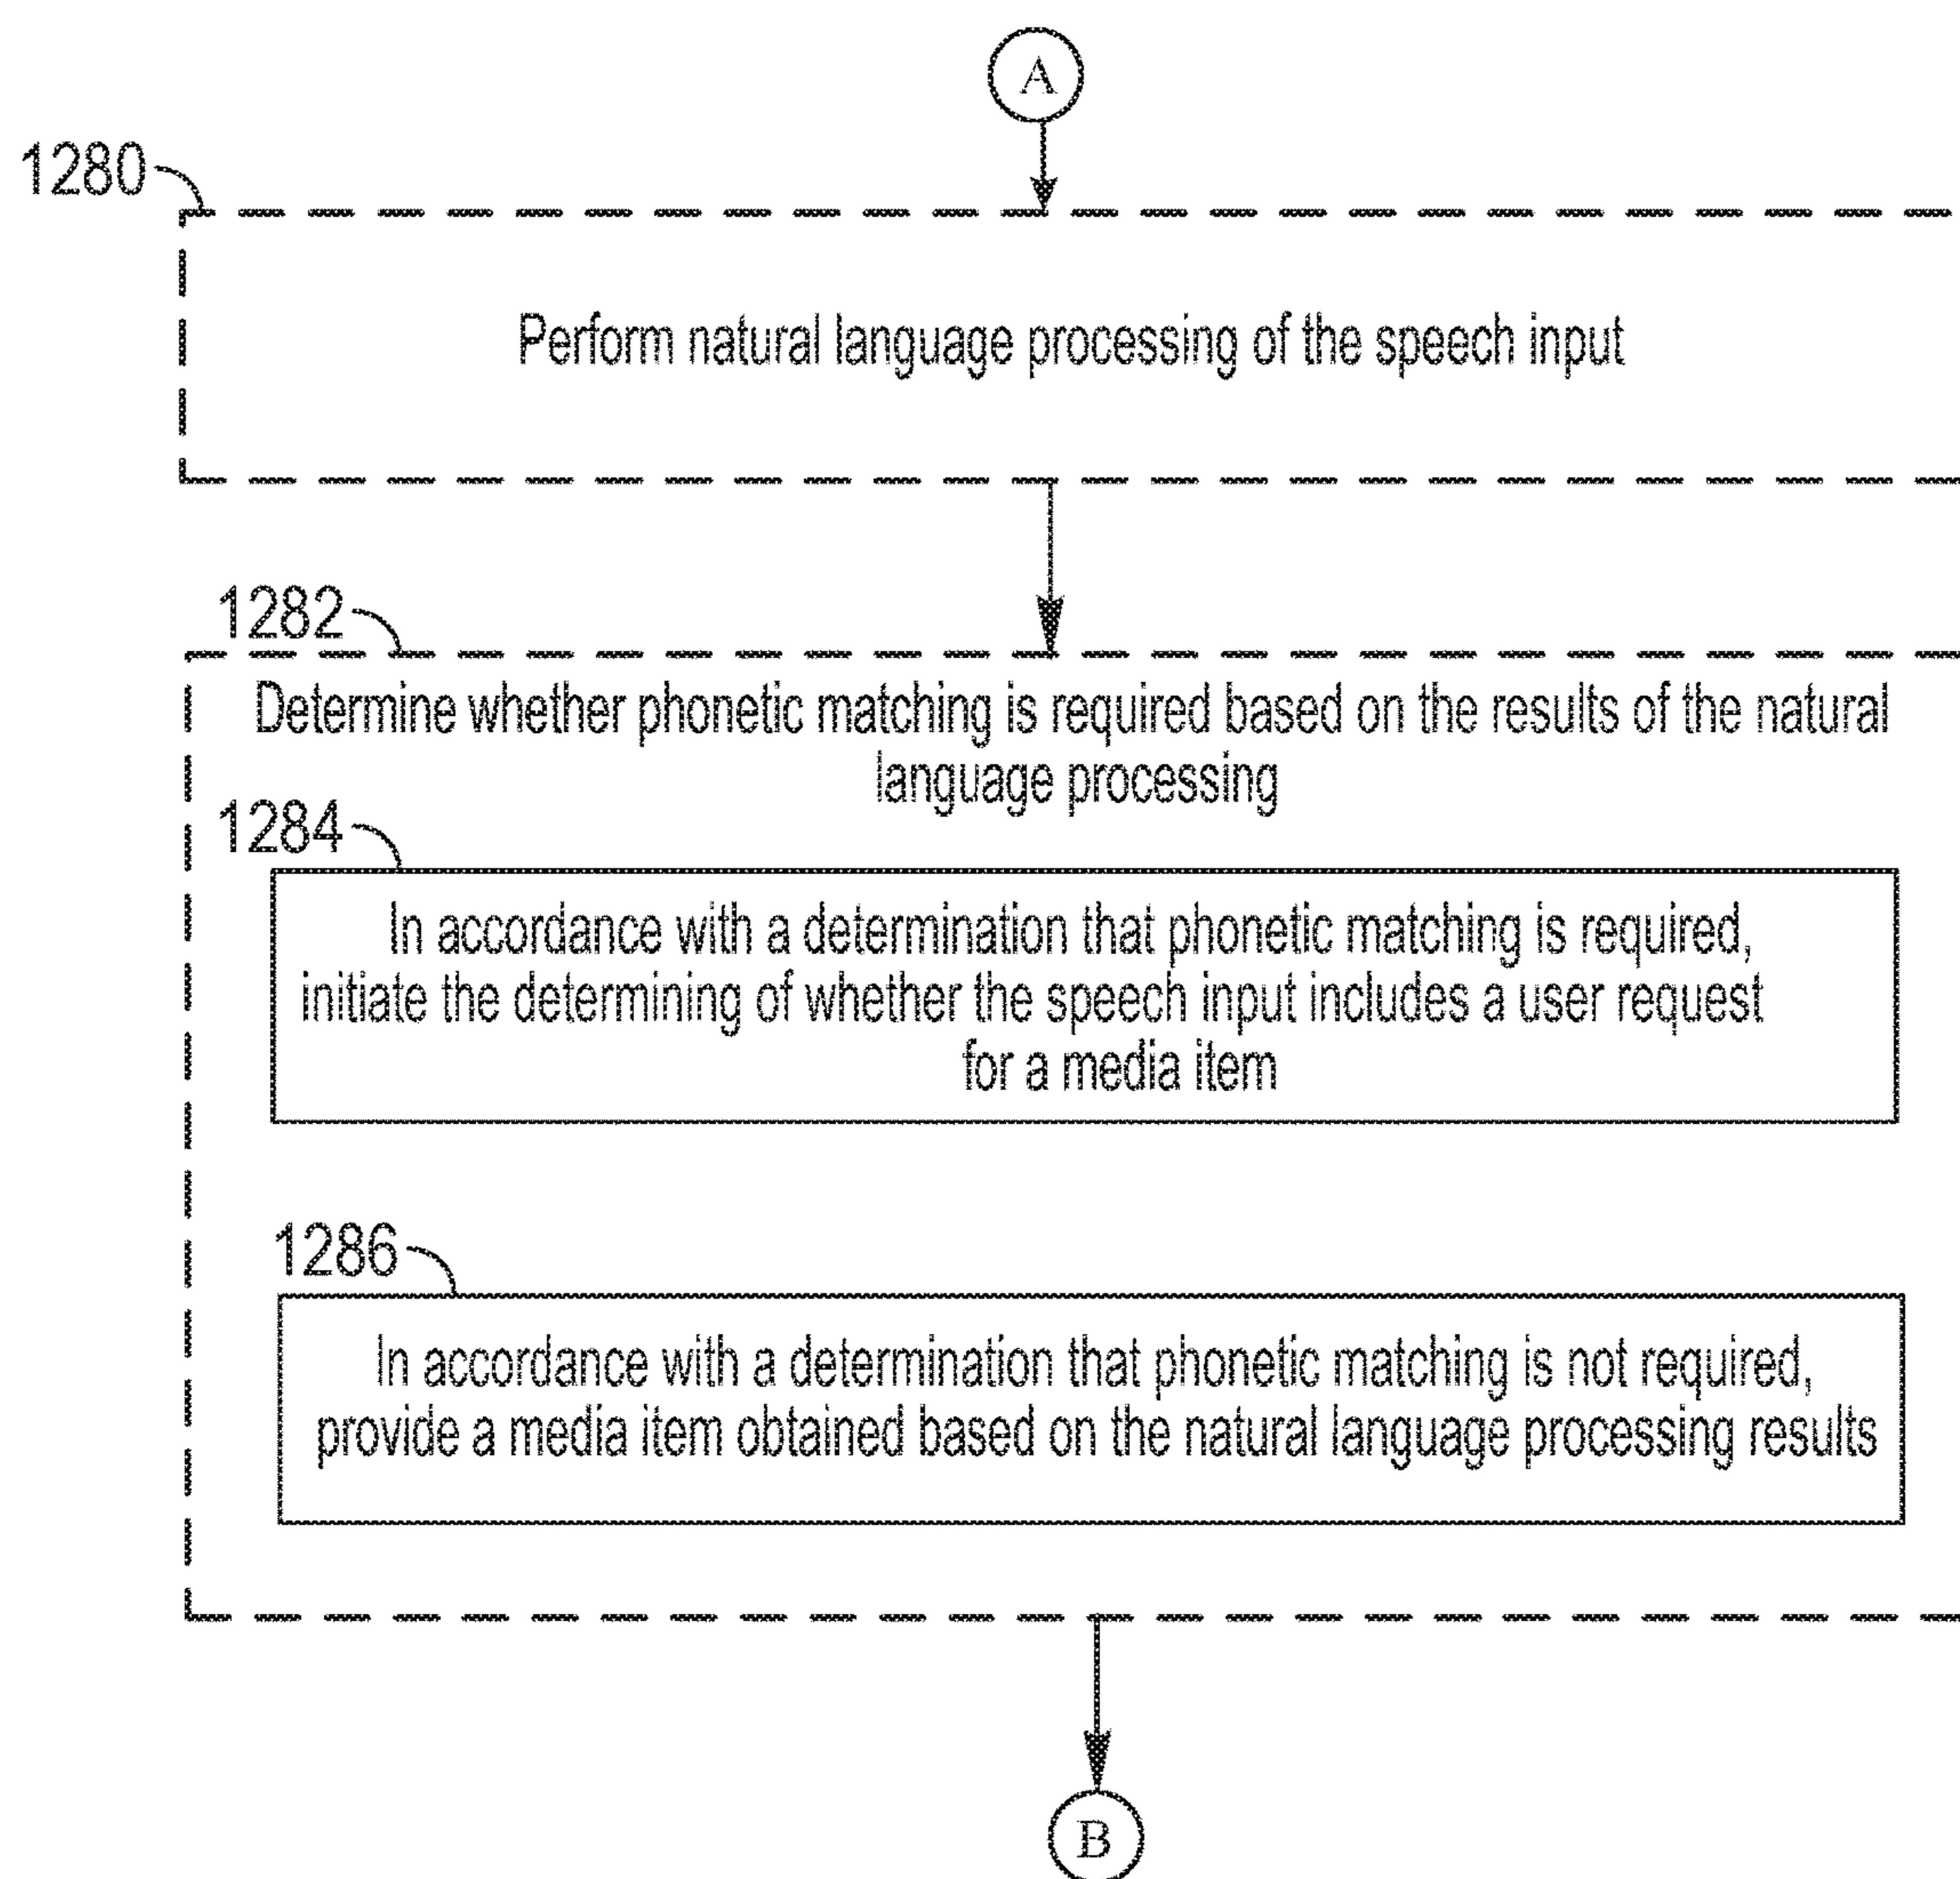 A
1280
Perform natural language processing of the speech input
1282
Determine whether phonetic matching is required based on the results of the natural
language processing
1284
In accordance with a determination that phonetic matching is required,
initiate the determining of whether the speech input includes a user request
for a media item
1286
In accordance with a determination that phonetic matching is not required,
provide a media item obtained based on the natural language processing results
B